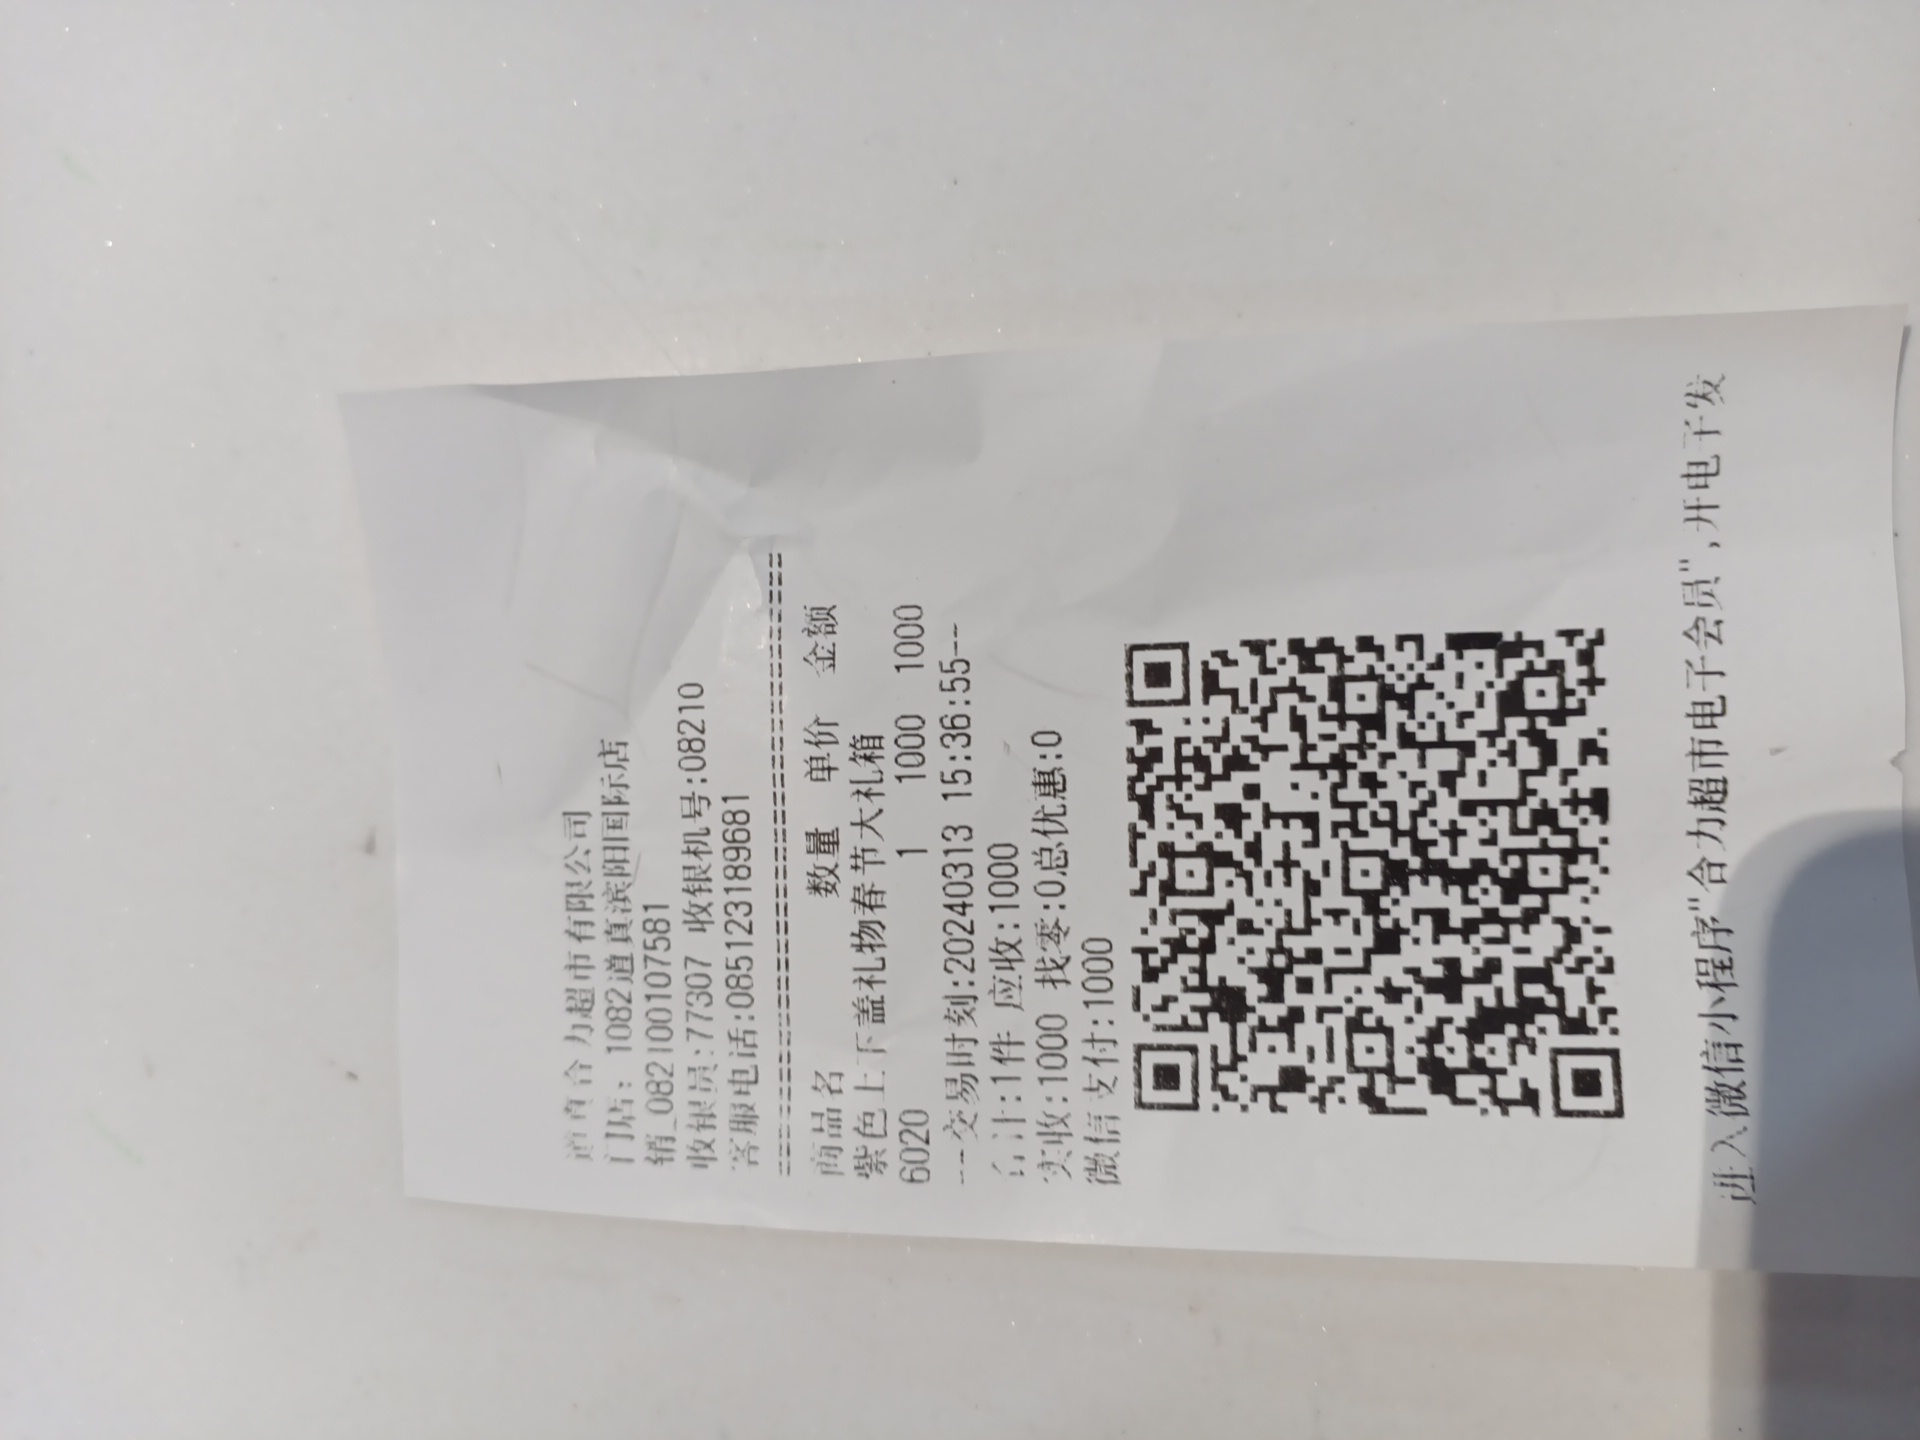 道真合力超市有限公司
门店: 1082道真滨阳国际店
销_0821001075​81
收银员:77307 收银机号:08210
客服电话:085123189681
================================
商品名 数量 单价 金额
紫色上下盖礼物春节大礼箱
6020 1 1000 1000
---交易时刻:20240313 15:36:55--
合计:1件 应收:1000
实收:1000 找零:0总优惠:0
微信支付:1000
进入微信小程序"合力超市电子会员",开电子发